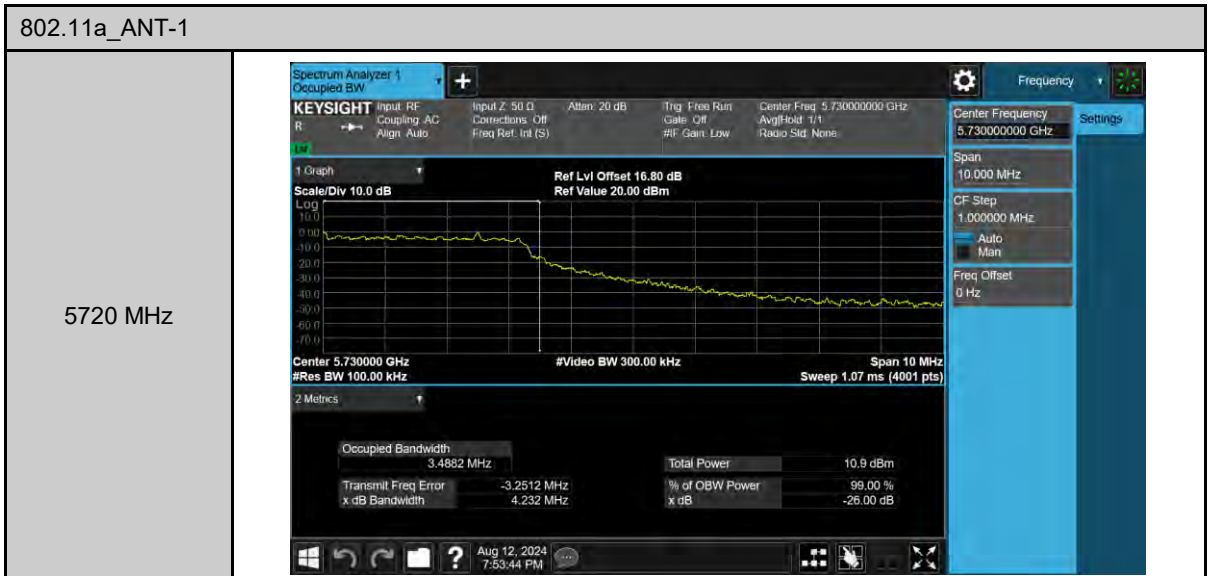 802.11a_ANT-1
5720 MHz
Spectrum Analyzer 1
Occupied BW
+
Frequency
KEYSIGHT Input: RF
R
Coupling: AC
Align: Auto
Input Z: 50 Ω
Corrections: Off
Freq Ref: Int (S)
Atten: 20 dB
Trig: Free Run
Gate: Off
#IF Gain: Low
Center Freq: 5.730000000 GHz
Avg|Hold: 1/1
Radio Std: None
Center Frequency
5.730000000 GHz
Settings
Span
10.000 MHz
CF Step
1.000000 MHz
Auto
Man
Freq Offset
0 Hz
1 Graph
Scale/Div 10.0 dB
Ref Lvl Offset 16.80 dB
Ref Value 20.00 dBm
Log
10.0
0.00
-10.0
-20.0
-30.0
-40.0
-50.0
-60.0
-70.0
Center 5.730000 GHz
#Video BW 300.00 kHz
Span 10 MHz
#Res BW 100.00 kHz
Sweep 1.07 ms (4001 pts)
2 Metrics
Occupied Bandwidth
3.4882 MHz
Total Power 10.9 dBm
Transmit Freq Error -3.2512 MHz
% of OBW Power 99.00 %
x dB Bandwidth 4.232 MHz
x dB -26.00 dB
?
Aug 12, 2024
7:53:44 PM